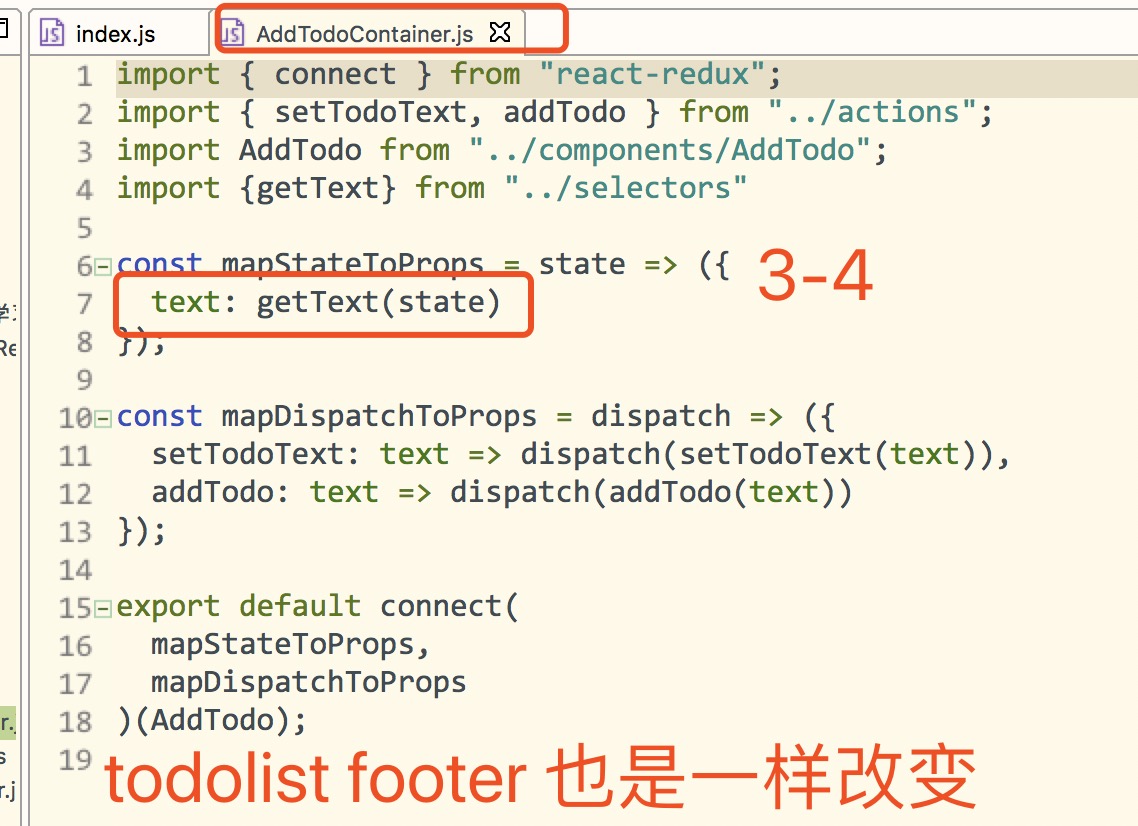 index.js
AddTodoContainer.js
1 import { connect } from "react-redux";
2 import { setTodoText, addTodo } from "../actions";
3 import AddTodo from "../components/AddTodo";
4 import {getText} from "../selectors"
5
6 const mapStateToProps = state => ({
3-4
7 text: getText(state)
8 });
9
10 const mapDispatchToProps = dispatch => ({
11 setTodoText: text => dispatch(setTodoText(text)),
12 addTodo: text => dispatch(addTodo(text))
13 });
14
15 export default connect(
16 mapStateToProps,
17 mapDispatchToProps
18 )(AddTodo);
19
todolist footer 也是一样改变